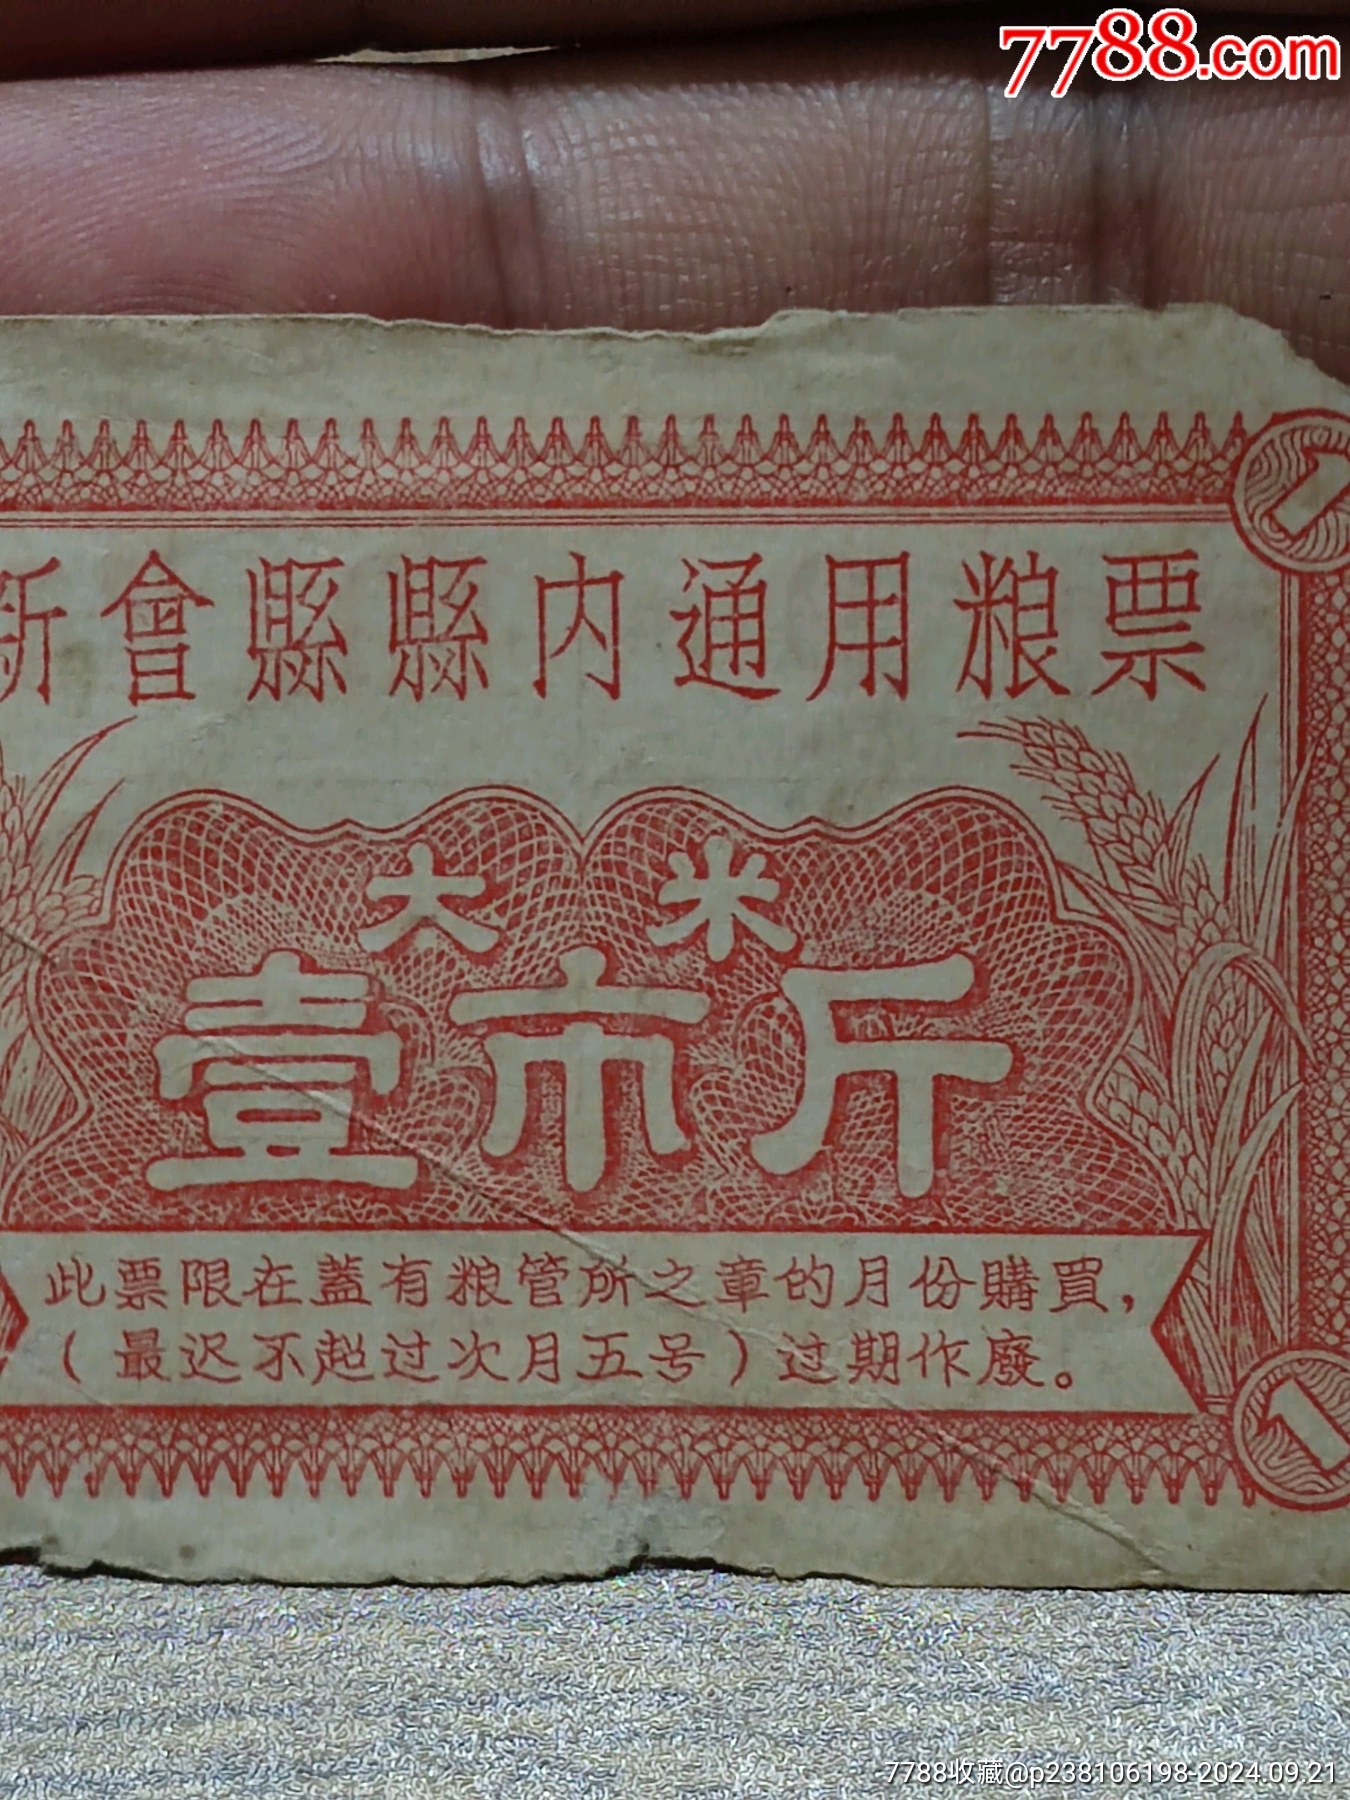 7788.com
新會縣縣内通用粮票
大米
壹市斤
此票限在蓋有粮管所之章的月份購買，
（最迟不超过次月五号）过期作廢。
1
1
7788收藏@p238106198-2024.09.21